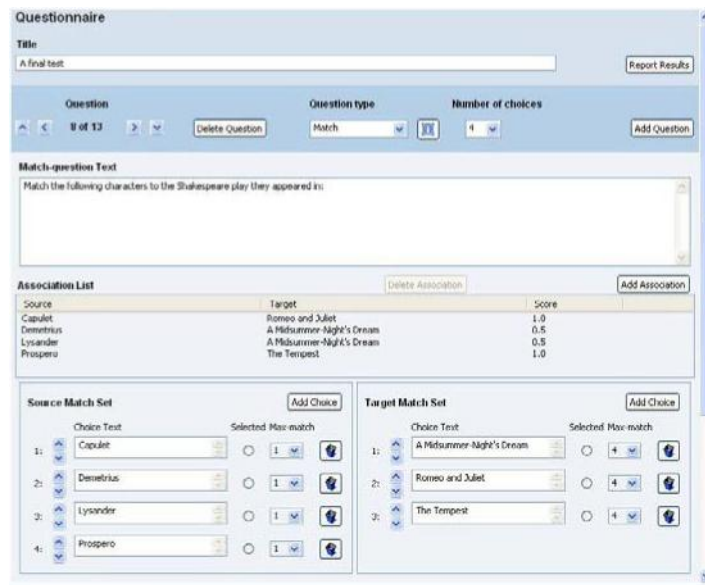 Questionnaire
Title
A final test
Report Results
Question Question type Number of choices
8 of 13 Delete Question Match 4 Add Question
Match-question Text
Match the following characters to the Shakespeare play they appeared in:
Association List Delete Association Add Association
Source Target Score
Capulet Romeo and Juliet 1.0
Demetrius A Midsummer-Night's Dream 0.5
Lysander A Midsummer-Night's Dream 0.5
Prospero The Tempest 1.0
Source Match Set Add Choice Target Match Set Add Choice
Choice Text Selected Max-match Choice Text Selected Max-match
1: Capulet 1 1: A Midsummer-Night's Dream 4
2: Demetrius 1 2: Romeo and Juliet 4
3: Lysander 1 3: The Tempest 4
4: Prospero 1